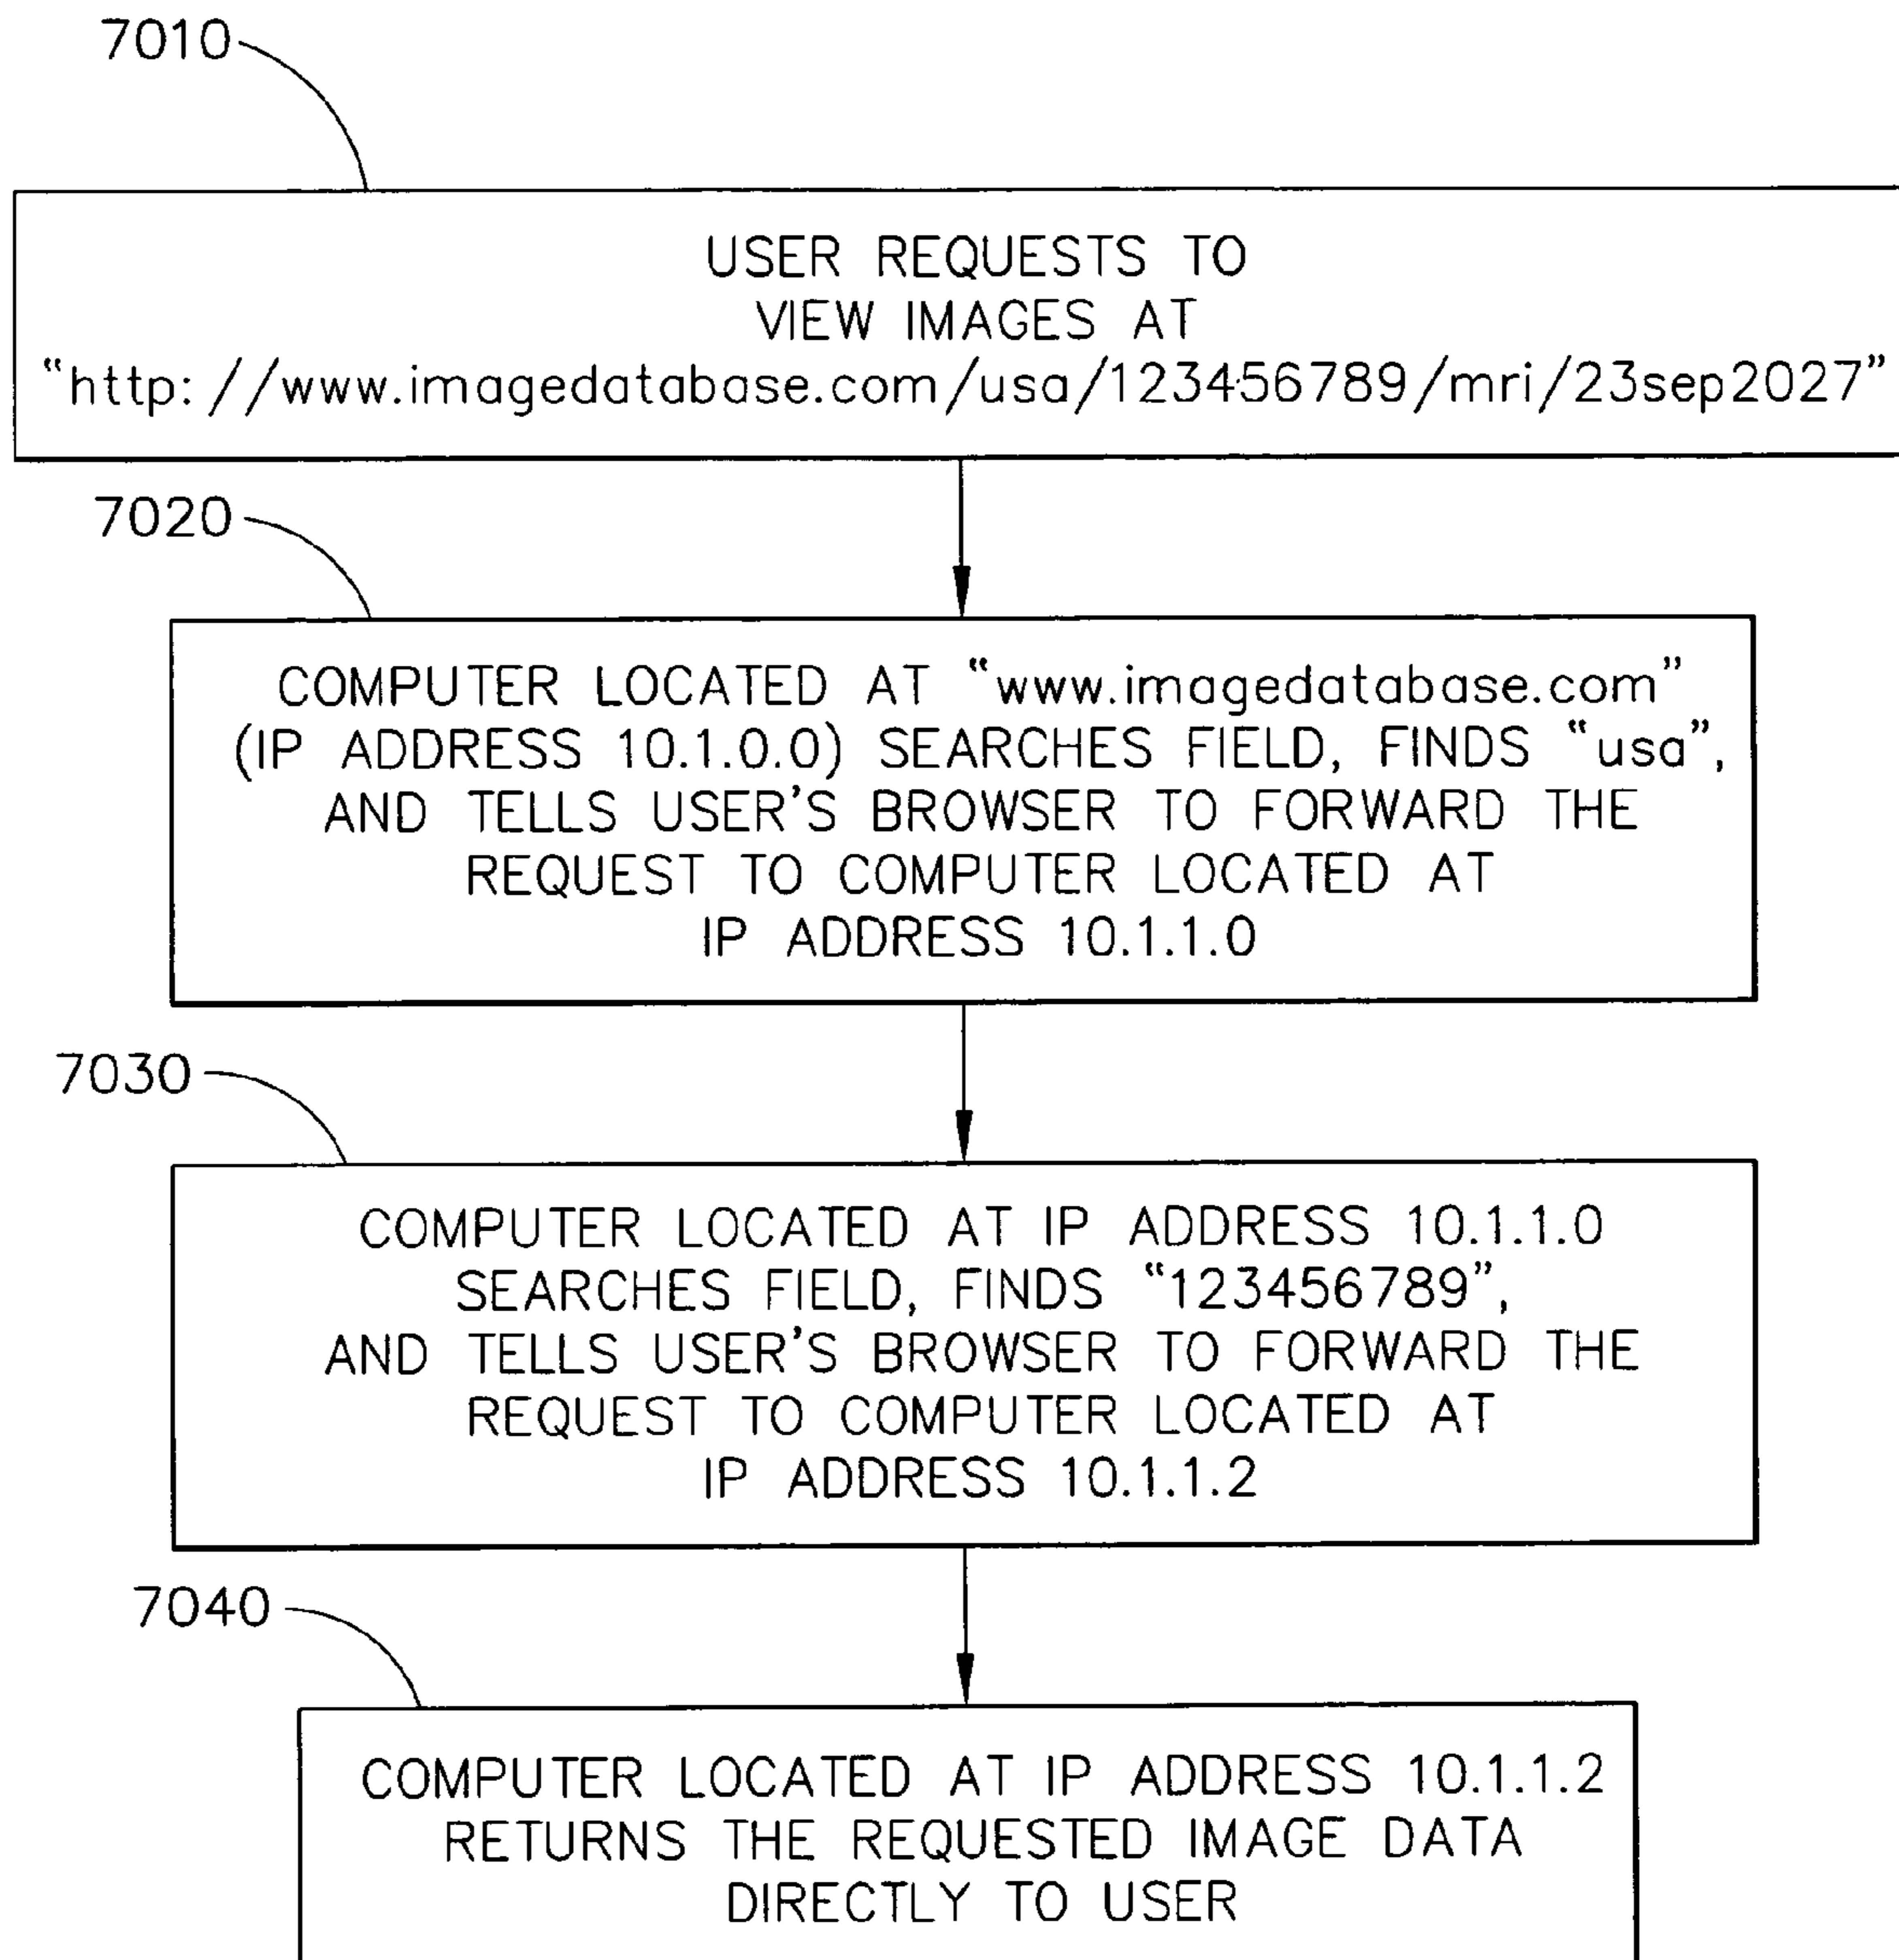 7010
USER REQUESTS TO
VIEW IMAGES AT
“http: //www.imagedatabase.com/usa/123456789/mri/23sep2027”
7020
COMPUTER LOCATED AT “www.imagedatabase.com”
(IP ADDRESS 10.1.0.0) SEARCHES FIELD, FINDS “usa”,
AND TELLS USER'S BROWSER TO FORWARD THE
REQUEST TO COMPUTER LOCATED AT
IP ADDRESS 10.1.1.0
7030
COMPUTER LOCATED AT IP ADDRESS 10.1.1.0
SEARCHES FIELD, FINDS “123456789”,
AND TELLS USER'S BROWSER TO FORWARD THE
REQUEST TO COMPUTER LOCATED AT
IP ADDRESS 10.1.1.2
7040
COMPUTER LOCATED AT IP ADDRESS 10.1.1.2
RETURNS THE REQUESTED IMAGE DATA
DIRECTLY TO USER